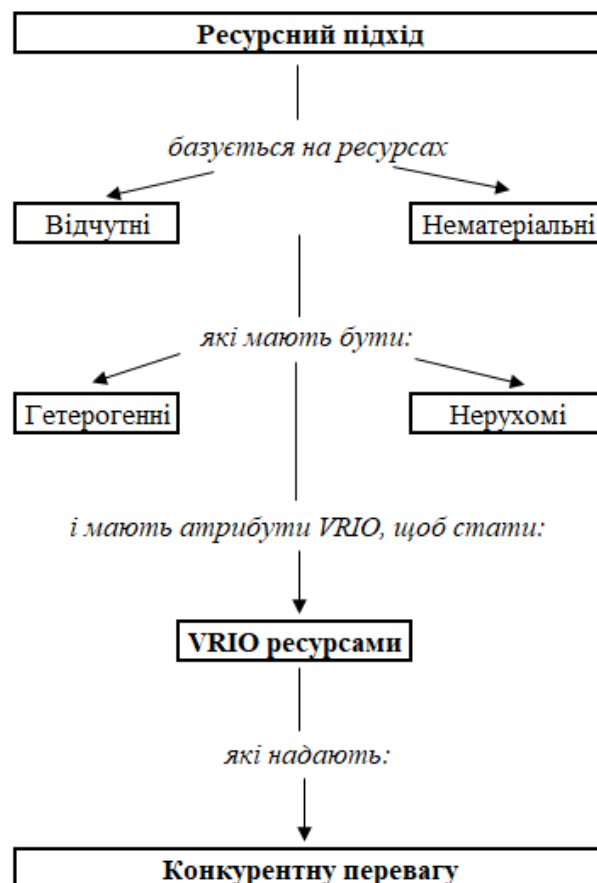 Ресурсний підхід
базується на ресурсах
Відчутні
Нематеріальні
які мають бути:
Гетерогенні
Нерухомі
і мають атрибути VRIO, щоб стати:
VRIO ресурсами
які надають:
Конкурентну перевагу